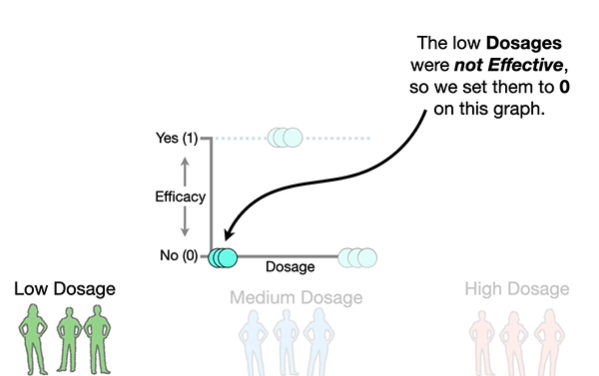 The low Dosages
were not Effective,
so we set them to 0
on this graph.
Yes (1)
Efficacy
No (0)
Dosage
Low Dosage
Medium Dosage
High Dosage